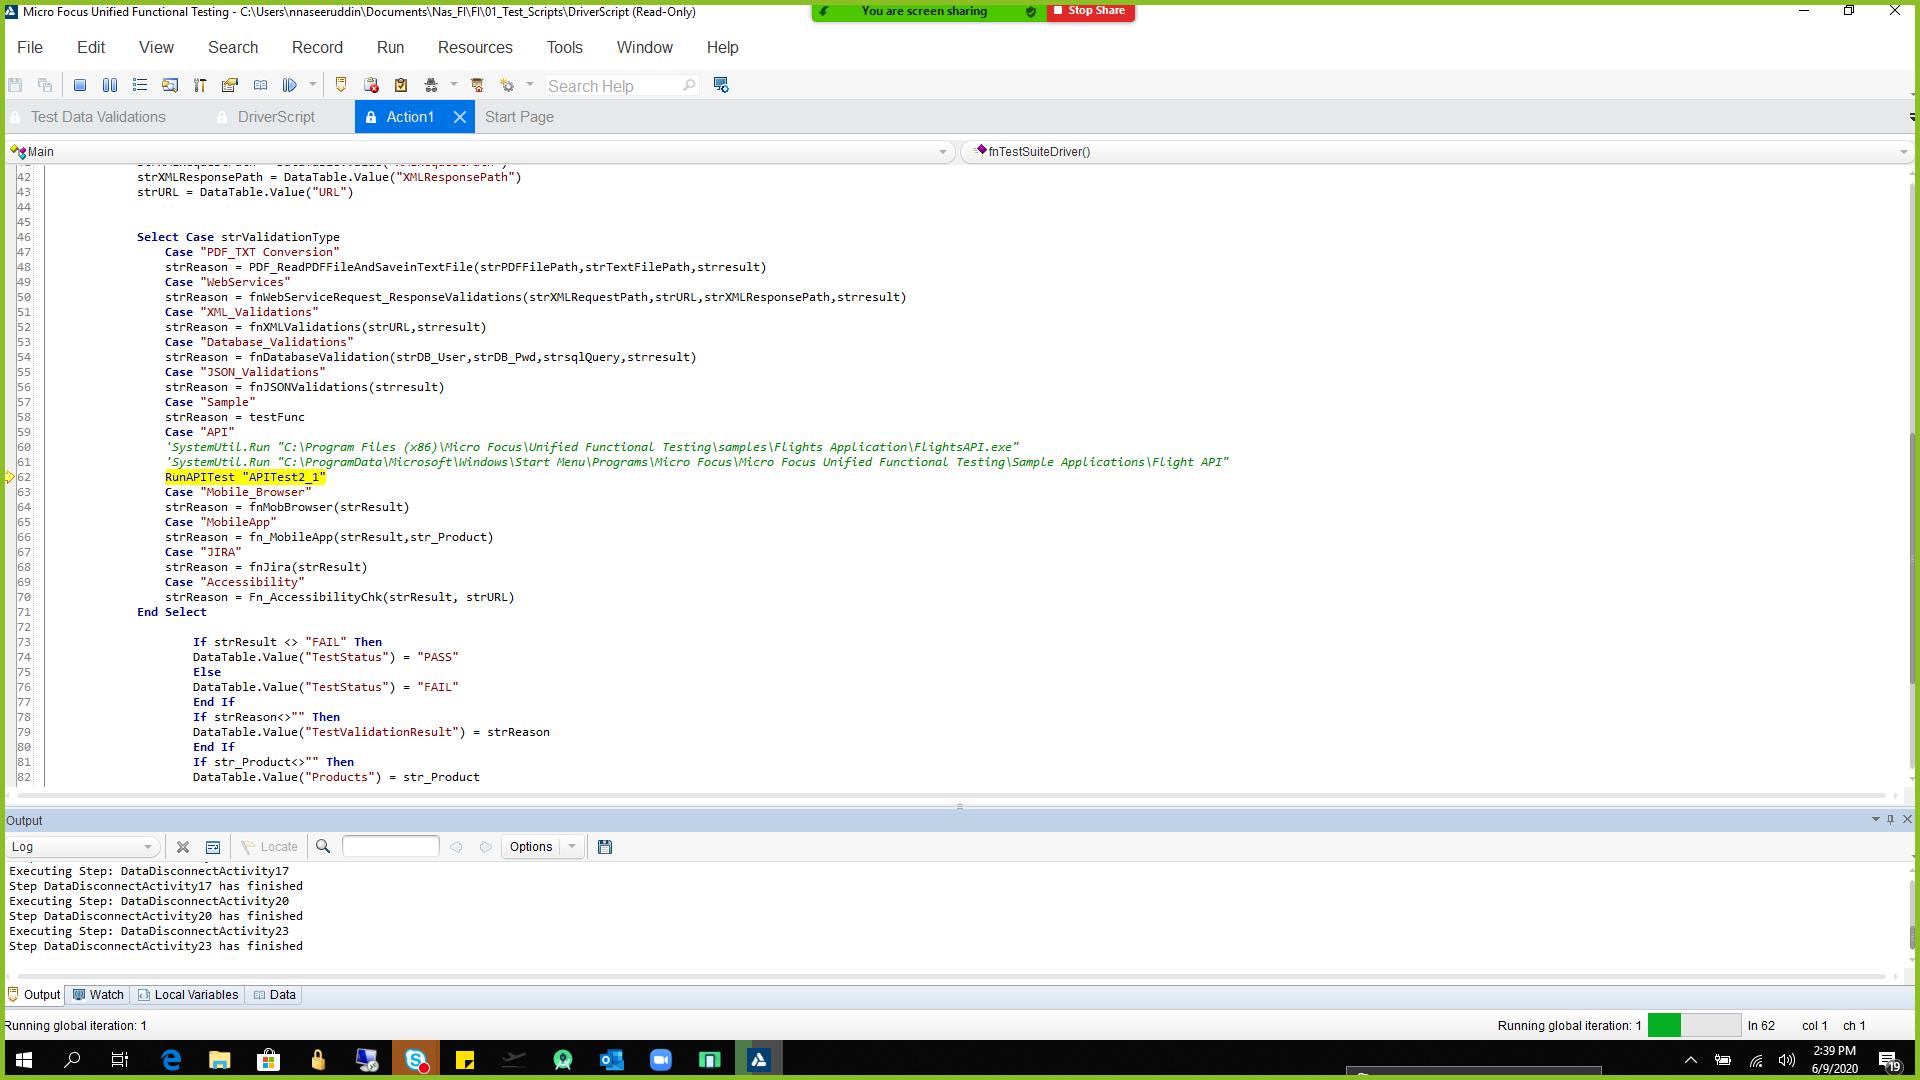 Micro Focus Unified Functional Testing - C:\Users\nnaseeruddin\Documents\Nas_FI\FI\01_Test_Scripts\DriverScript (Read-Only)
You are screen sharing
Stop Share
File Edit View Search Record Run Resources Tools Window Help
Search Help
Test Data Validations DriverScript Action1 Start Page
Main
fnTestSuiteDriver()
42 strXMLResponsePath = DataTable.Value("XMLResponsePath")
43 strURL = DataTable.Value("URL")
44
45
46 Select Case strValidationType
47 Case "PDF_TXT Conversion"
48 strReason = PDF_ReadPDFFileAndSaveinTextFile(strPDFFilePath,strTextFilePath,strresult)
49 Case "WebServices"
50 strReason = fnWebServiceRequest_ResponseValidations(strXMLRequestPath,strURL,strXMLResponsePath,strresult)
51 Case "XML_Validations"
52 strReason = fnXMLValidations(strURL,strresult)
53 Case "Database_Validations"
54 strReason = fnDatabaseValidation(strDB_User,strDB_Pwd,strsqlQuery,strresult)
55 Case "JSON_Validations"
56 strReason = fnJSONValidations(strresult)
57 Case "Sample"
58 strReason = testFunc
59 Case "API"
60 'SystemUtil.Run "C:\Program Files (x86)\Micro Focus\Unified Functional Testing\samples\Flights Application\FlightsAPI.exe"
61 'SystemUtil.Run "C:\ProgramData\Microsoft\Windows\Start Menu\Programs\Micro Focus\Micro Focus Unified Functional Testing\Sample Applications\Flight API"
62 RunAPITest "APITest2_1"
63 Case "Mobile_Browser"
64 strReason = fnMobBrowser(strResult)
65 Case "MobileApp"
66 strReason = fn_MobileApp(strResult,str_Product)
67 Case "JIRA"
68 strReason = fnJira(strResult)
69 Case "Accessibility"
70 strReason = Fn_AccessibilityChk(strResult, strURL)
71 End Select
72
73 If strResult <> "FAIL" Then
74 DataTable.Value("TestStatus") = "PASS"
75 Else
76 DataTable.Value("TestStatus") = "FAIL"
77 End If
78 If strReason<>"" Then
79 DataTable.Value("TestValidationResult") = strReason
80 End If
81 If str_Product<>"" Then
82 DataTable.Value("Products") = str_Product
Output
Log Locate Options
Executing Step: DataDisconnectActivity17
Step DataDisconnectActivity17 has finished
Executing Step: DataDisconnectActivity20
Step DataDisconnectActivity20 has finished
Executing Step: DataDisconnectActivity23
Step DataDisconnectActivity23 has finished
Output Watch Local Variables Data
Running global iteration: 1
Running global iteration: 1 ln 62 col 1 ch 1
2:39 PM
6/9/2020
19